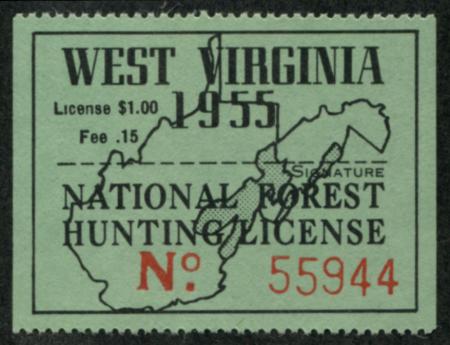 WEST VIRGINIA
1955
License $1.00
Fee .15
SIGNATURE
NATIONAL FOREST
HUNTING LICENSE
No. 55944